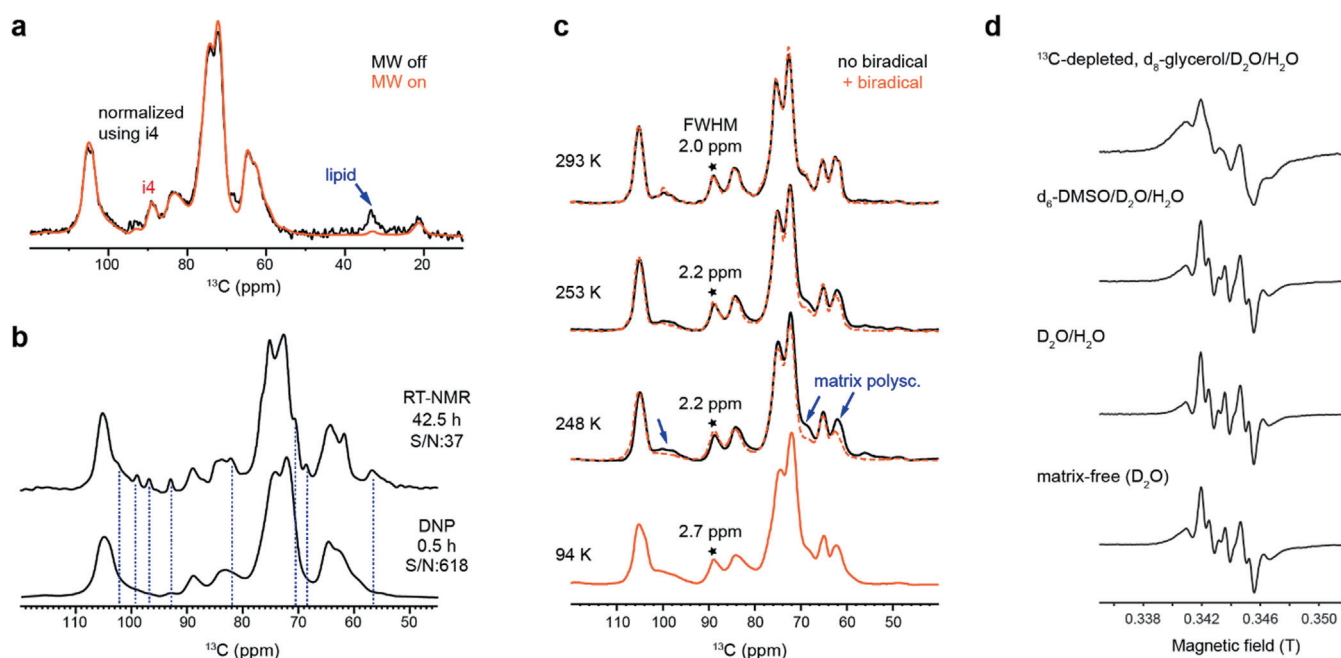 a
MW off
MW on
normalized
using i4
i4
lipid
100 80 60 40 20
¹³C (ppm)
b
RT-NMR
42.5 h
S/N:37
DNP
0.5 h
S/N:618
110 100 90 80 70 60 50
¹³C (ppm)
c
no biradical
+ biradical
FWHM
2.0 ppm
293 K
2.2 ppm
253 K
2.2 ppm
matrix polysc.
248 K
2.7 ppm
94 K
110 100 90 80 70 60 50 40
¹³C (ppm)
d
¹³C-depleted, d₈-glycerol/D₂O/H₂O
d₆-DMSO/D₂O/H₂O
D₂O/H₂O
matrix-free (D₂O)
0.338 0.342 0.346 0.350
Magnetic field (T)